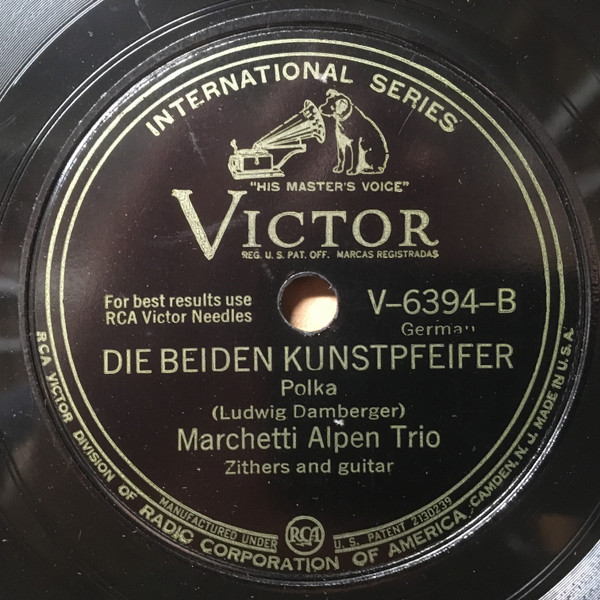 INTERNATIONAL SERIES
"HIS MASTER'S VOICE"
VICTOR
REG. U.S. PAT. OFF. MARCAS REGISTRADAS
For best results use
RCA Victor Needles
V-6394-B
German
DIE BEIDEN KUNSTPFEIFER
Polka
(Ludwig Damberger)
Marchetti Alpen Trio
Zithers and guitar
MANUFACTURED UNDER RCA U.S. PATENT 2130239
RCA VICTOR DIVISION OF RADIO CORPORATION OF AMERICA, CAMDEN, N. J. MADE IN U.S.A.